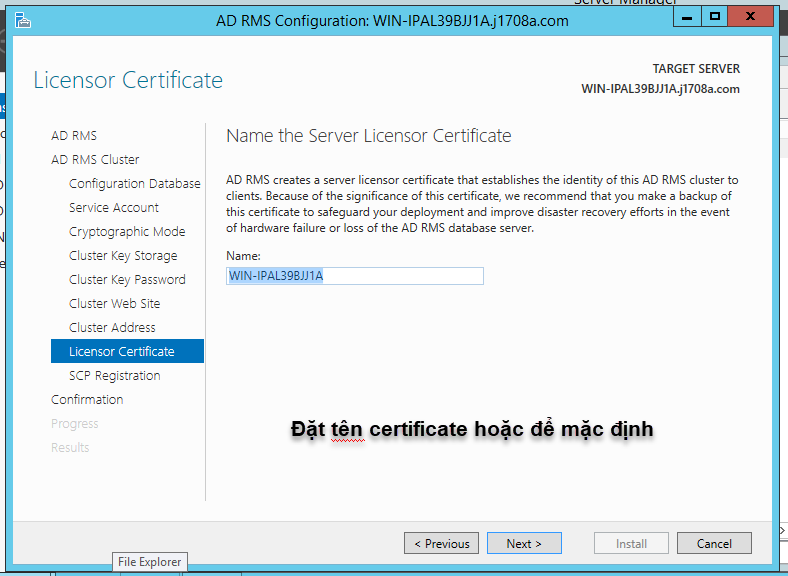 Server Manager
AD RMS Configuration: WIN-IPAL39BJJ1A.j1708a.com
Licensor Certificate
TARGET SERVER
WIN-IPAL39BJJ1A.j1708a.com
AD RMS
AD RMS Cluster
Configuration Database
Service Account
Cryptographic Mode
Cluster Key Storage
Cluster Key Password
Cluster Web Site
Cluster Address
Licensor Certificate
SCP Registration
Confirmation
Progress
Results
Name the Server Licensor Certificate
AD RMS creates a server licensor certificate that establishes the identity of this AD RMS cluster to
clients. Because of the significance of this certificate, we recommend that you make a backup of
this certificate to safeguard your deployment and improve disaster recovery efforts in the event
of hardware failure or loss of the AD RMS database server.
Name:
WIN-IPAL39BJJ1A
Đặt tên certificate hoặc để mặc định
< Previous
Next >
Install
Cancel
File Explorer